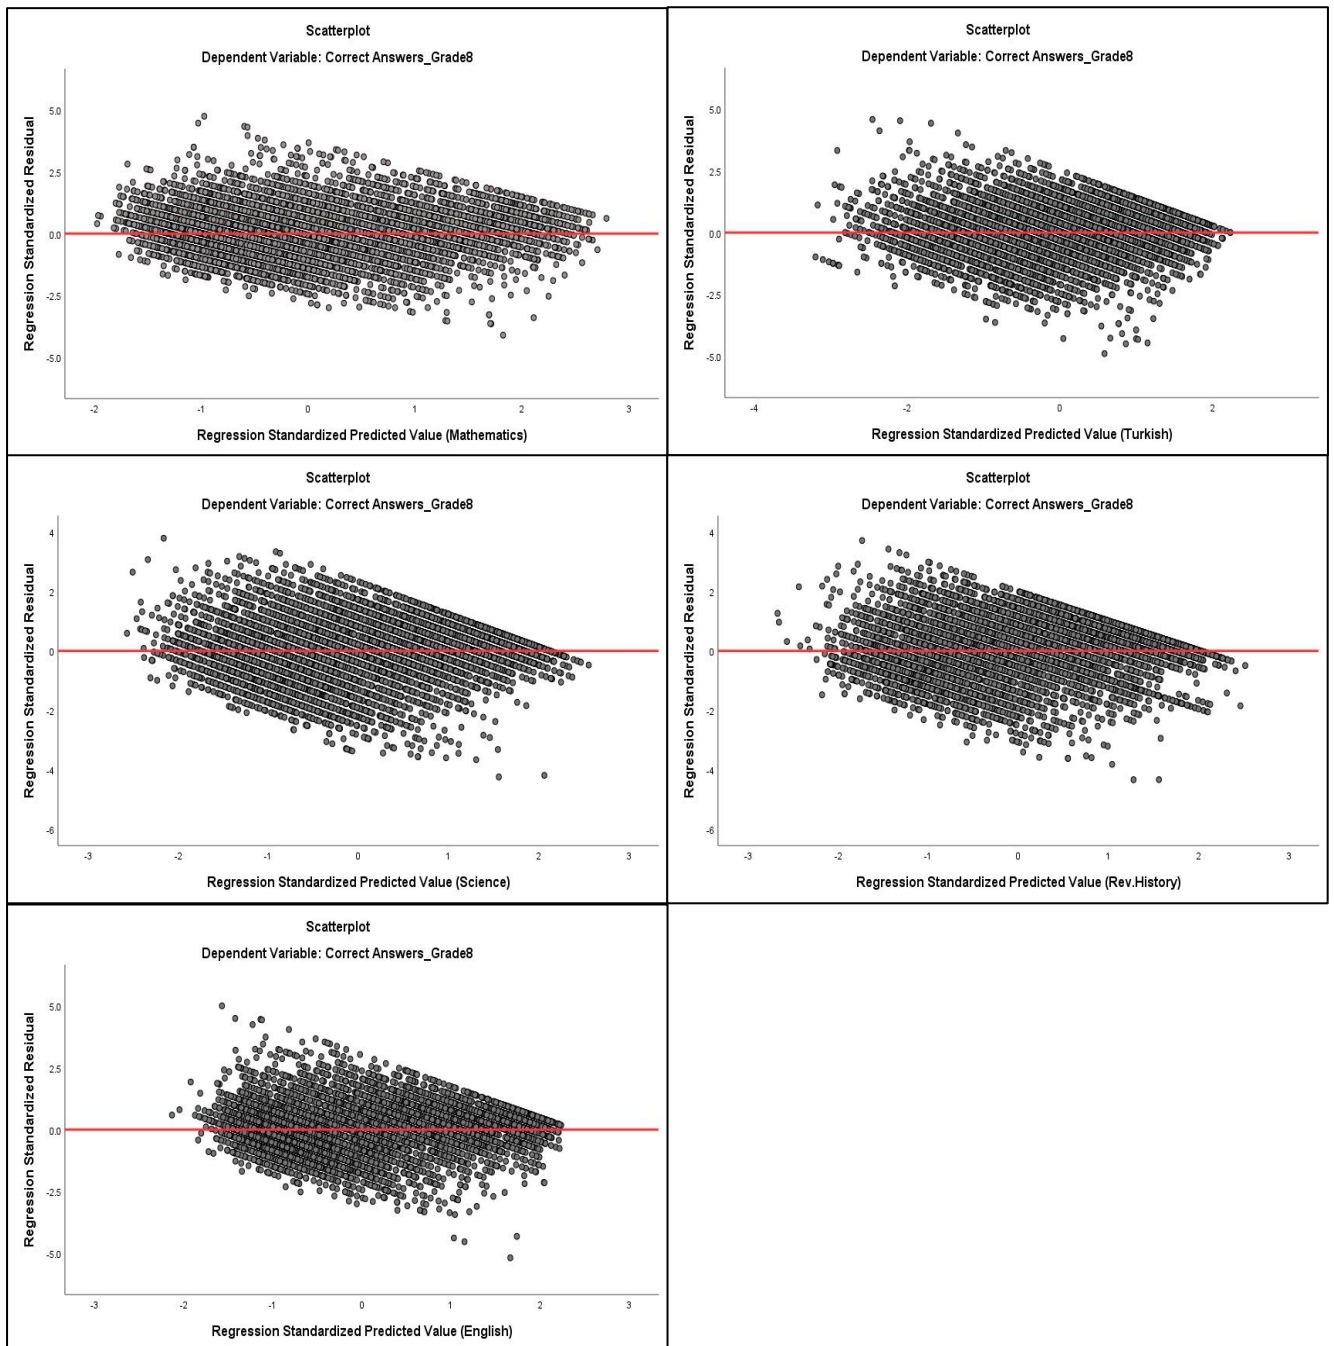 Scatterplot
Dependent Variable: Correct Answers_Grade8
Regression Standardized Residual
5.0
2.5
0.0
-2.5
-5.0
-2
-1
0
1
2
3
Regression Standardized Predicted Value (Mathematics)
Scatterplot
Dependent Variable: Correct Answers_Grade8
Regression Standardized Residual
5.0
2.5
0.0
-2.5
-5.0
-4
-2
0
2
Regression Standardized Predicted Value (Turkish)
Scatterplot
Dependent Variable: Correct Answers_Grade8
Regression Standardized Residual
4
2
0
-2
-4
-6
-3
-2
-1
0
1
2
3
Regression Standardized Predicted Value (Science)
Scatterplot
Dependent Variable: Correct Answers_Grade8
Regression Standardized Residual
4
2
0
-2
-4
-6
-3
-2
-1
0
1
2
3
Regression Standardized Predicted Value (Rev.History)
Scatterplot
Dependent Variable: Correct Answers_Grade8
Regression Standardized Residual
5.0
2.5
0.0
-2.5
-5.0
-3
-2
-1
0
1
2
3
Regression Standardized Predicted Value (English)